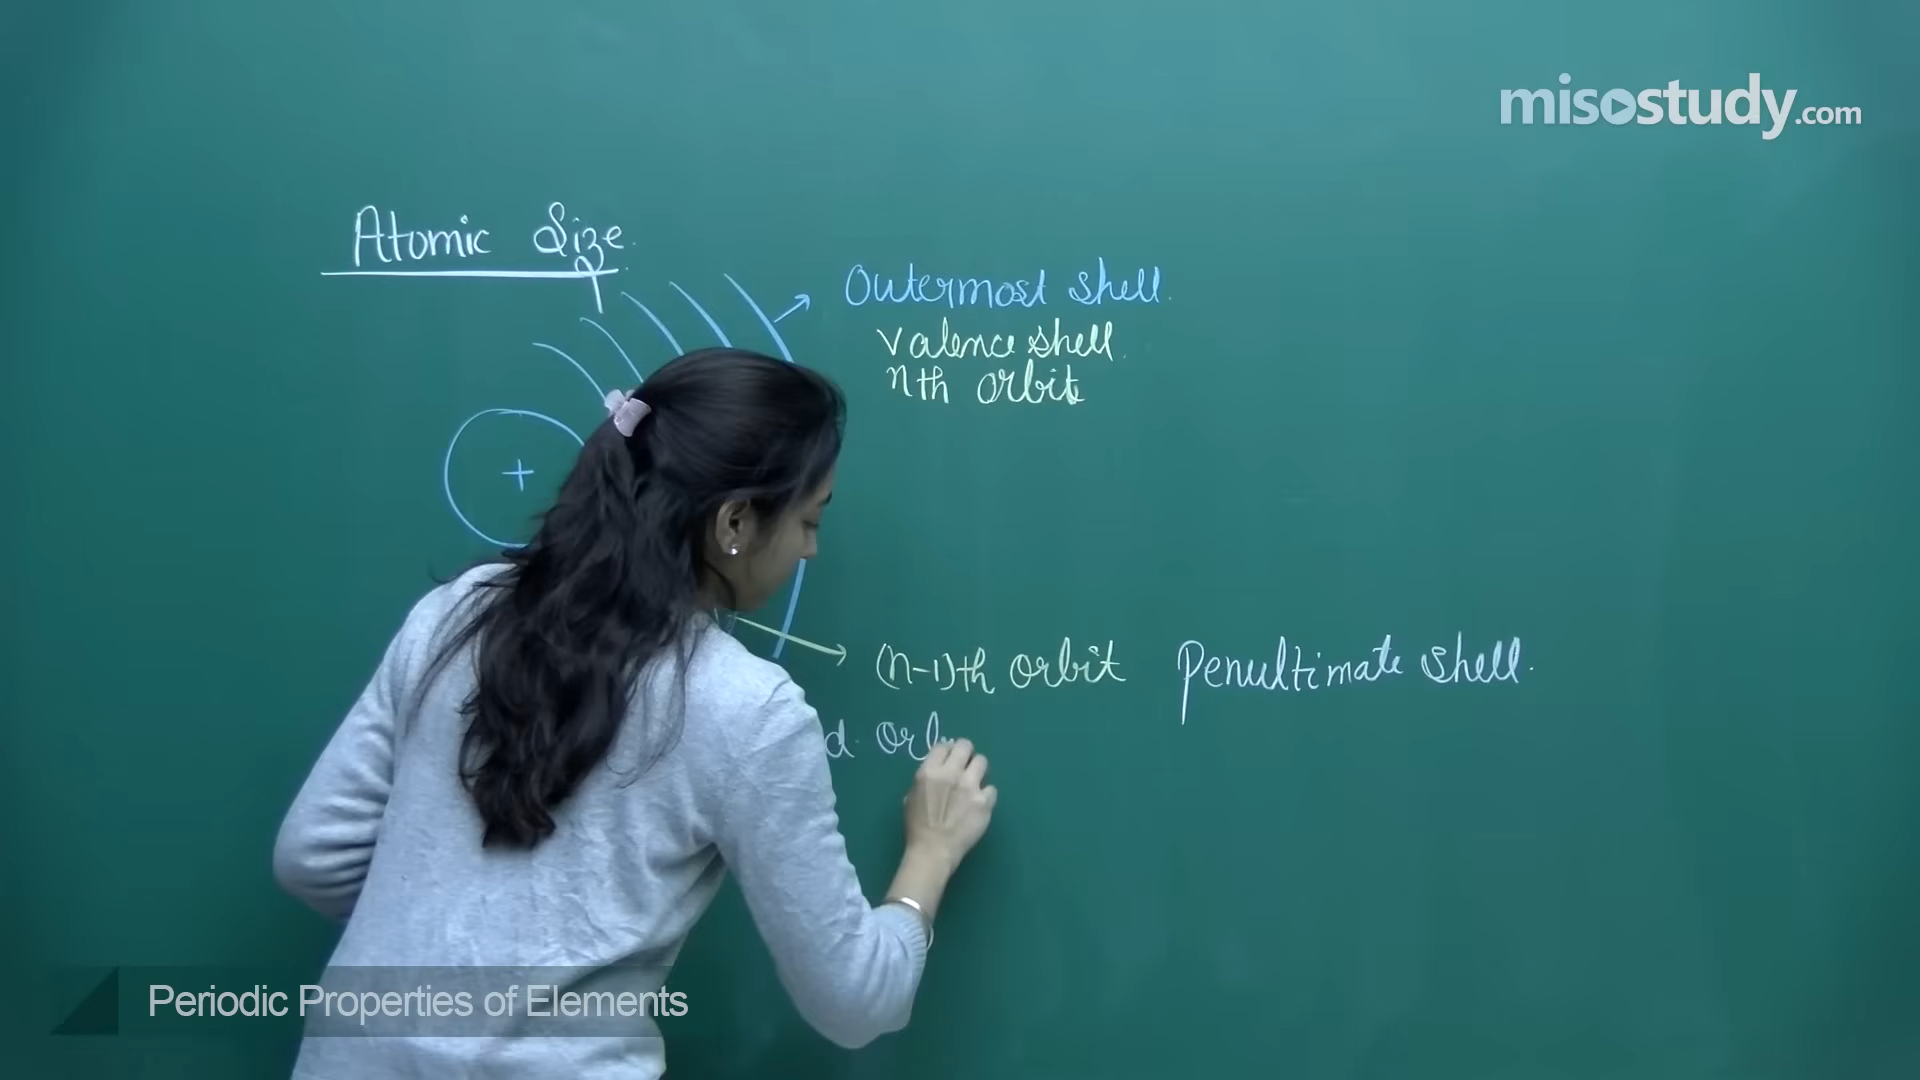 misostudy.com
Atomic Size.
Outermost shell.
Valence shell.
nth orbit
+
(n-1)th orbit Penultimate shell.
d. orb
Periodic Properties of Elements